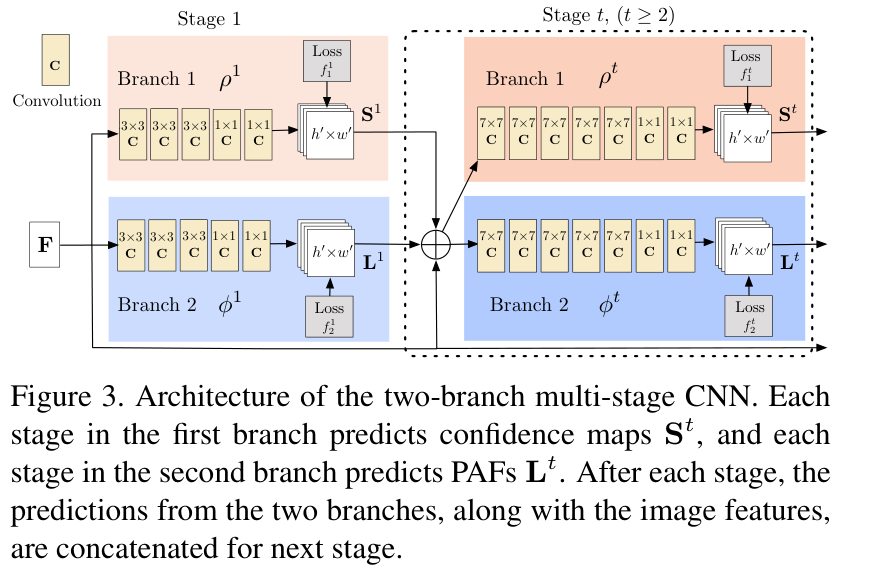 Stage 1
Stage t, (t ≥ 2)
C
Convolution
Branch 1 ρ¹
Loss
f₁¹
3×3 C 3×3 C 3×3 C 1×1 C 1×1 C
h′×w′
S¹
Branch 1 ρᵗ
Loss
f₁ᵗ
7×7 C 7×7 C 7×7 C 7×7 C 7×7 C 1×1 C 1×1 C
h′×w′
Sᵗ
F
3×3 C 3×3 C 3×3 C 1×1 C 1×1 C
h′×w′
L¹
Branch 2 ϕ¹
Loss
f₂¹
7×7 C 7×7 C 7×7 C 7×7 C 7×7 C 1×1 C 1×1 C
h′×w′
Lᵗ
Branch 2 ϕᵗ
Loss
f₂ᵗ
Figure 3. Architecture of the two-branch multi-stage CNN. Each
stage in the first branch predicts confidence maps Sᵗ, and each
stage in the second branch predicts PAFs Lᵗ. After each stage, the
predictions from the two branches, along with the image features,
are concatenated for next stage.